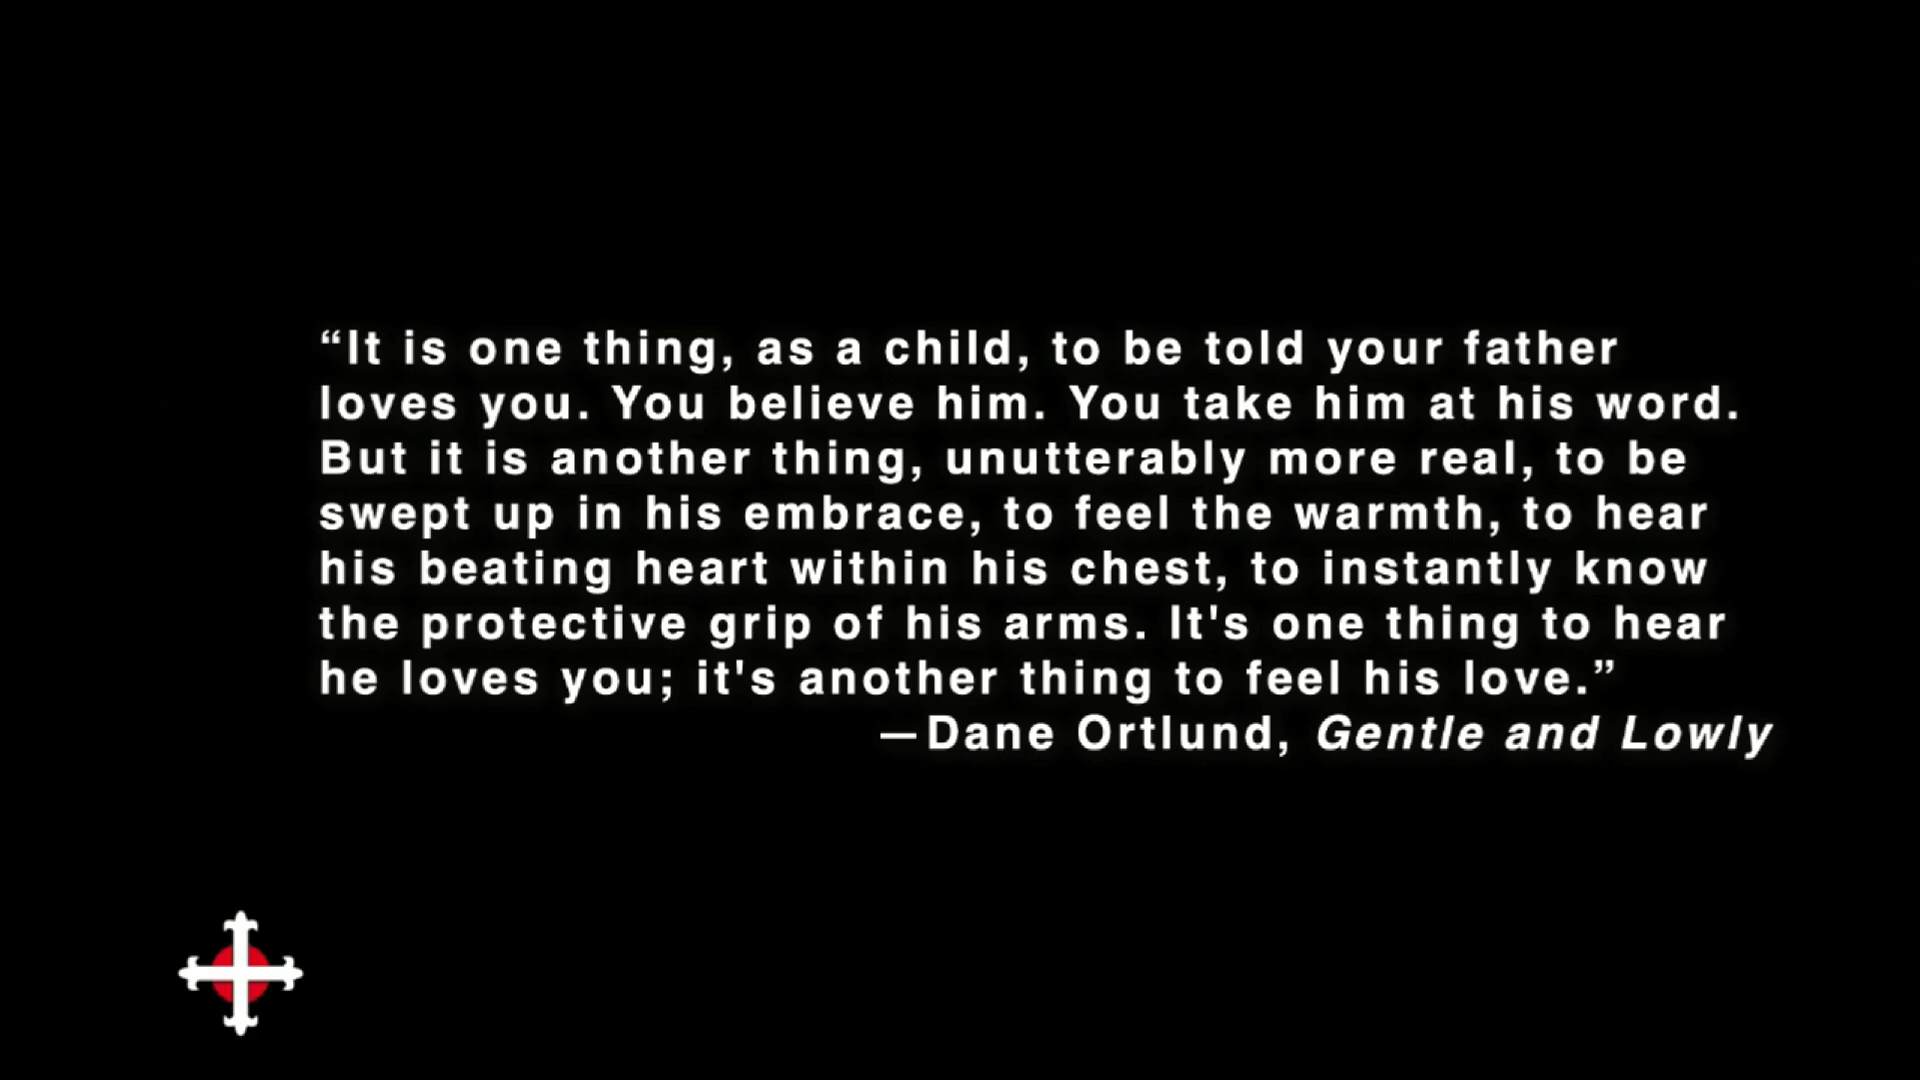 “It is one thing, as a child, to be told your father
loves you. You believe him. You take him at his word.
But it is another thing, unutterably more real, to be
swept up in his embrace, to feel the warmth, to hear
his beating heart within his chest, to instantly know
the protective grip of his arms. It's one thing to hear
he loves you; it's another thing to feel his love.”
—Dane Ortlund, Gentle and Lowly